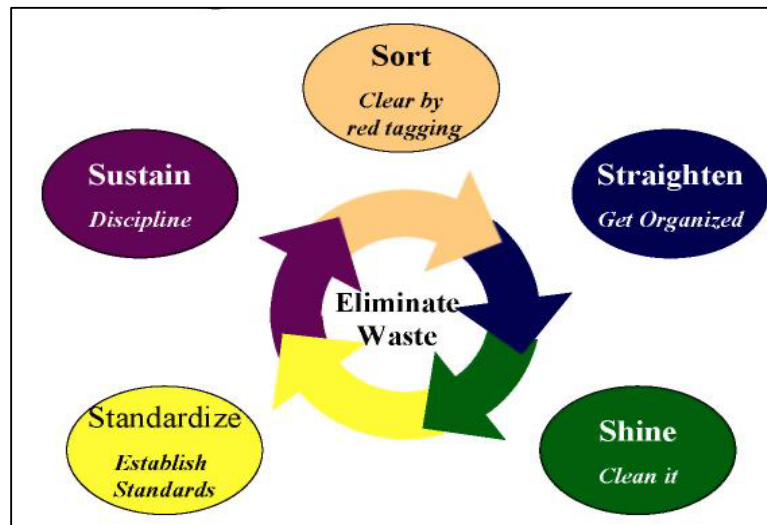 Sort
Clear by
red tagging
Straighten
Get Organized
Shine
Clean it
Standardize
Establish
Standards
Sustain
Discipline
Eliminate
Waste